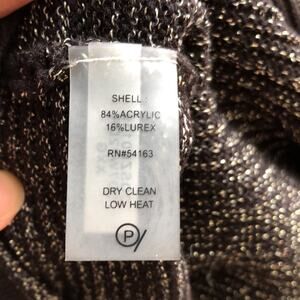 SHELL :
84%ACRYLIC
16%LUREX
RN#54163
DRY CLEAN
LOW HEAT
P